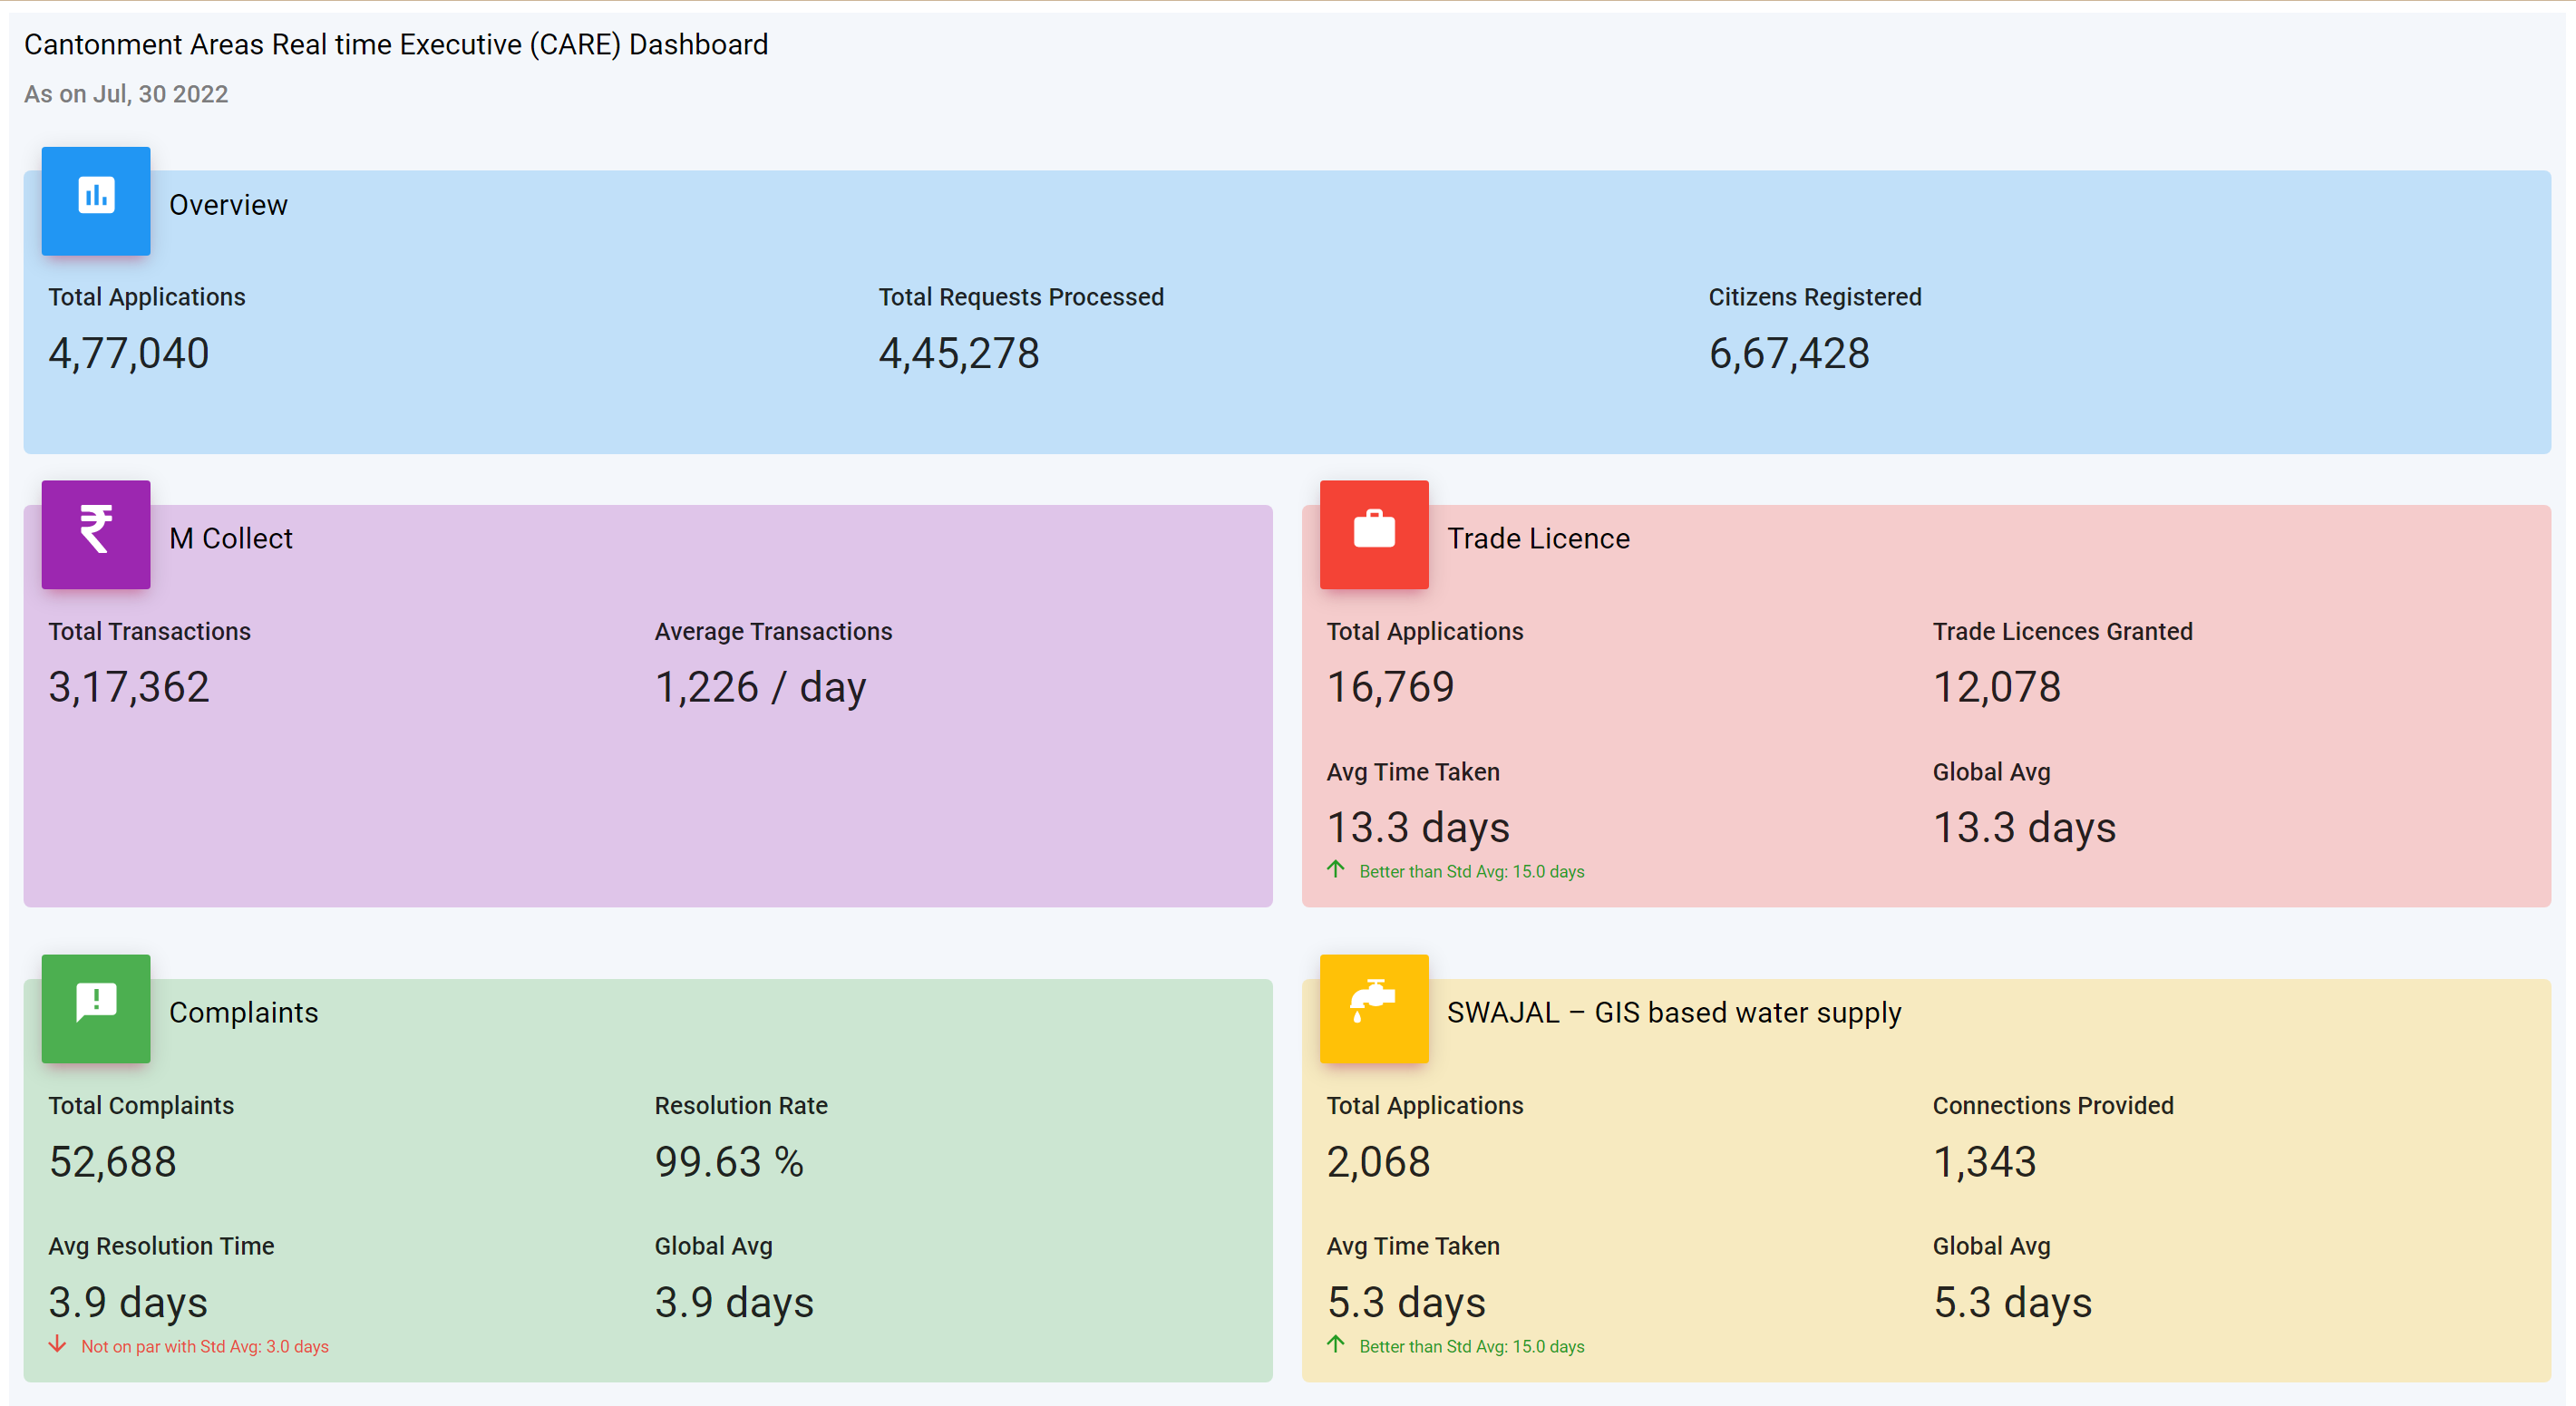 Cantonment Areas Real time Executive (CARE) Dashboard
As on Jul, 30 2022
Overview
Total Applications
4,77,040
Total Requests Processed
4,45,278
Citizens Registered
6,67,428
₹
M Collect
Total Transactions
3,17,362
Average Transactions
1,226 / day
Trade Licence
Total Applications
16,769
Trade Licences Granted
12,078
Avg Time Taken
13.3 days
Better than Std Avg: 15.0 days
Global Avg
13.3 days
Complaints
Total Complaints
52,688
Resolution Rate
99.63 %
Avg Resolution Time
3.9 days
Not on par with Std Avg: 3.0 days
Global Avg
3.9 days
SWAJAL – GIS based water supply
Total Applications
2,068
Connections Provided
1,343
Avg Time Taken
5.3 days
Better than Std Avg: 15.0 days
Global Avg
5.3 days